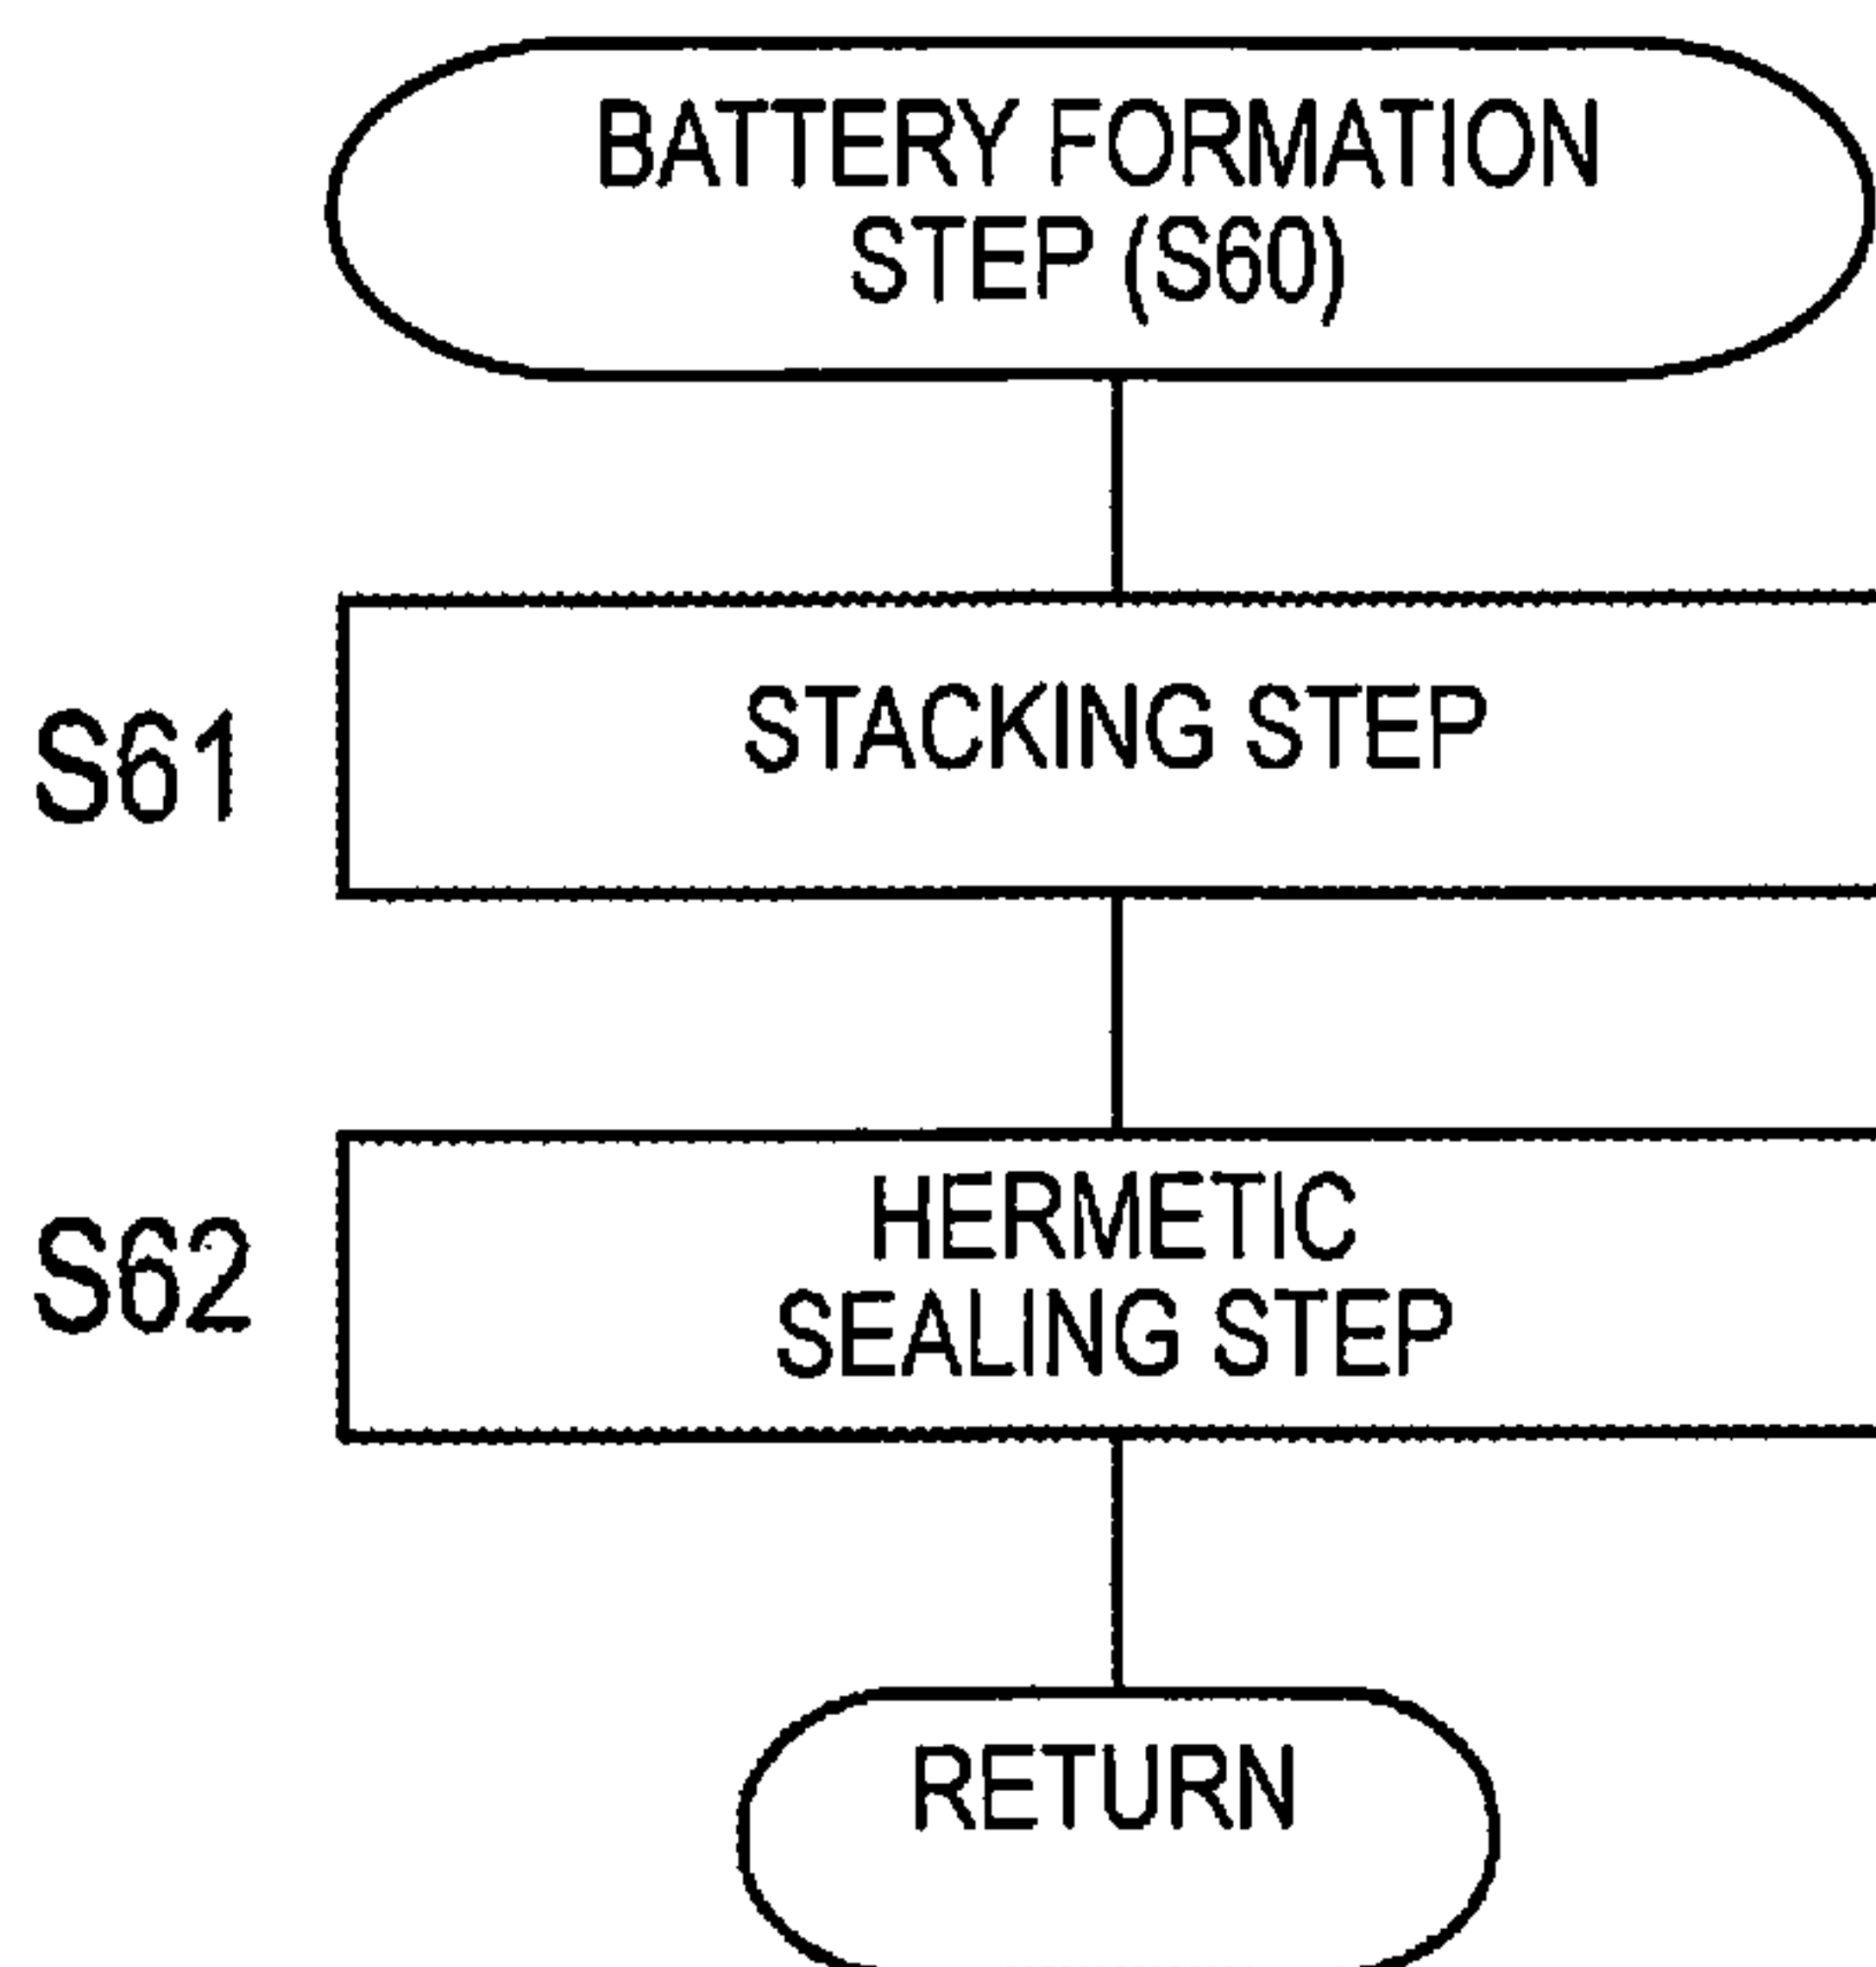 BATTERY FORMATION
STEP (S60)
S61
STACKING STEP
S62
HERMETIC
SEALING STEP
RETURN